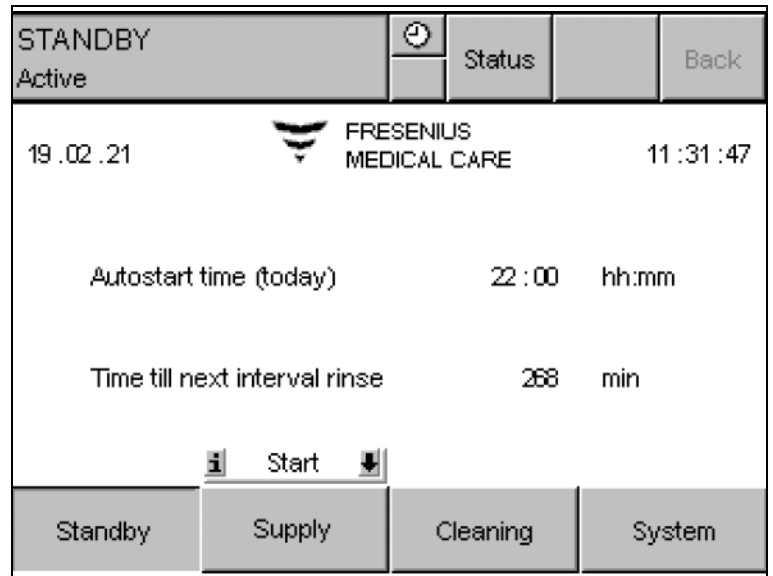 STANDBY
Active
Status
Back
19.02.21
FRESENIUS
MEDICAL CARE
11:31:47
Autostart time (today) 22:00 hh:mm
Time till next interval rinse 268 min
i Start
Standby
Supply
Cleaning
System